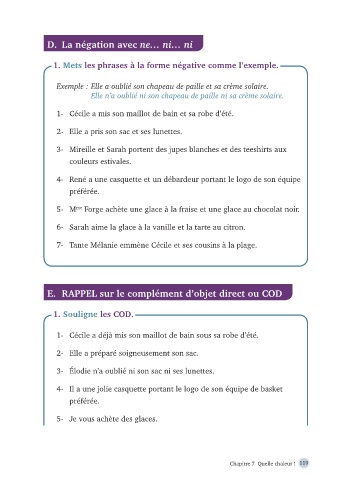 D. La négation avec ne… ni… ni
1. Mets les phrases à la forme négative comme l'exemple.
Exemple : Elle a oublié son chapeau de paille et sa crème solaire.
Elle n'a oublié ni son chapeau de paille ni sa crème solaire.
1- Cécile a mis son maillot de bain et sa robe d'été.
2- Elle a pris son sac et ses lunettes.
3- Mireille et Sarah portent des jupes blanches et des teeshirts aux
couleurs estivales.
4- René a une casquette et un débardeur portant le logo de son équipe
préférée.
5- Mme Forge achète une glace à la fraise et une glace au chocolat noir.
6- Sarah aime la glace à la vanille et la tarte au citron.
7- Tante Mélanie emmène Cécile et ses cousins à la plage.
E. RAPPEL sur le complément d'objet direct ou COD
1. Souligne les COD.
1- Cécile a déjà mis son maillot de bain sous sa robe d'été.
2- Elle a préparé soigneusement son sac.
3- Élodie n'a oublié ni son sac ni ses lunettes.
4- Il a une jolie casquette portant le logo de son équipe de basket
préférée.
5- Je vous achète des glaces.
Chapitre 7 Quelle chaleur ! 119